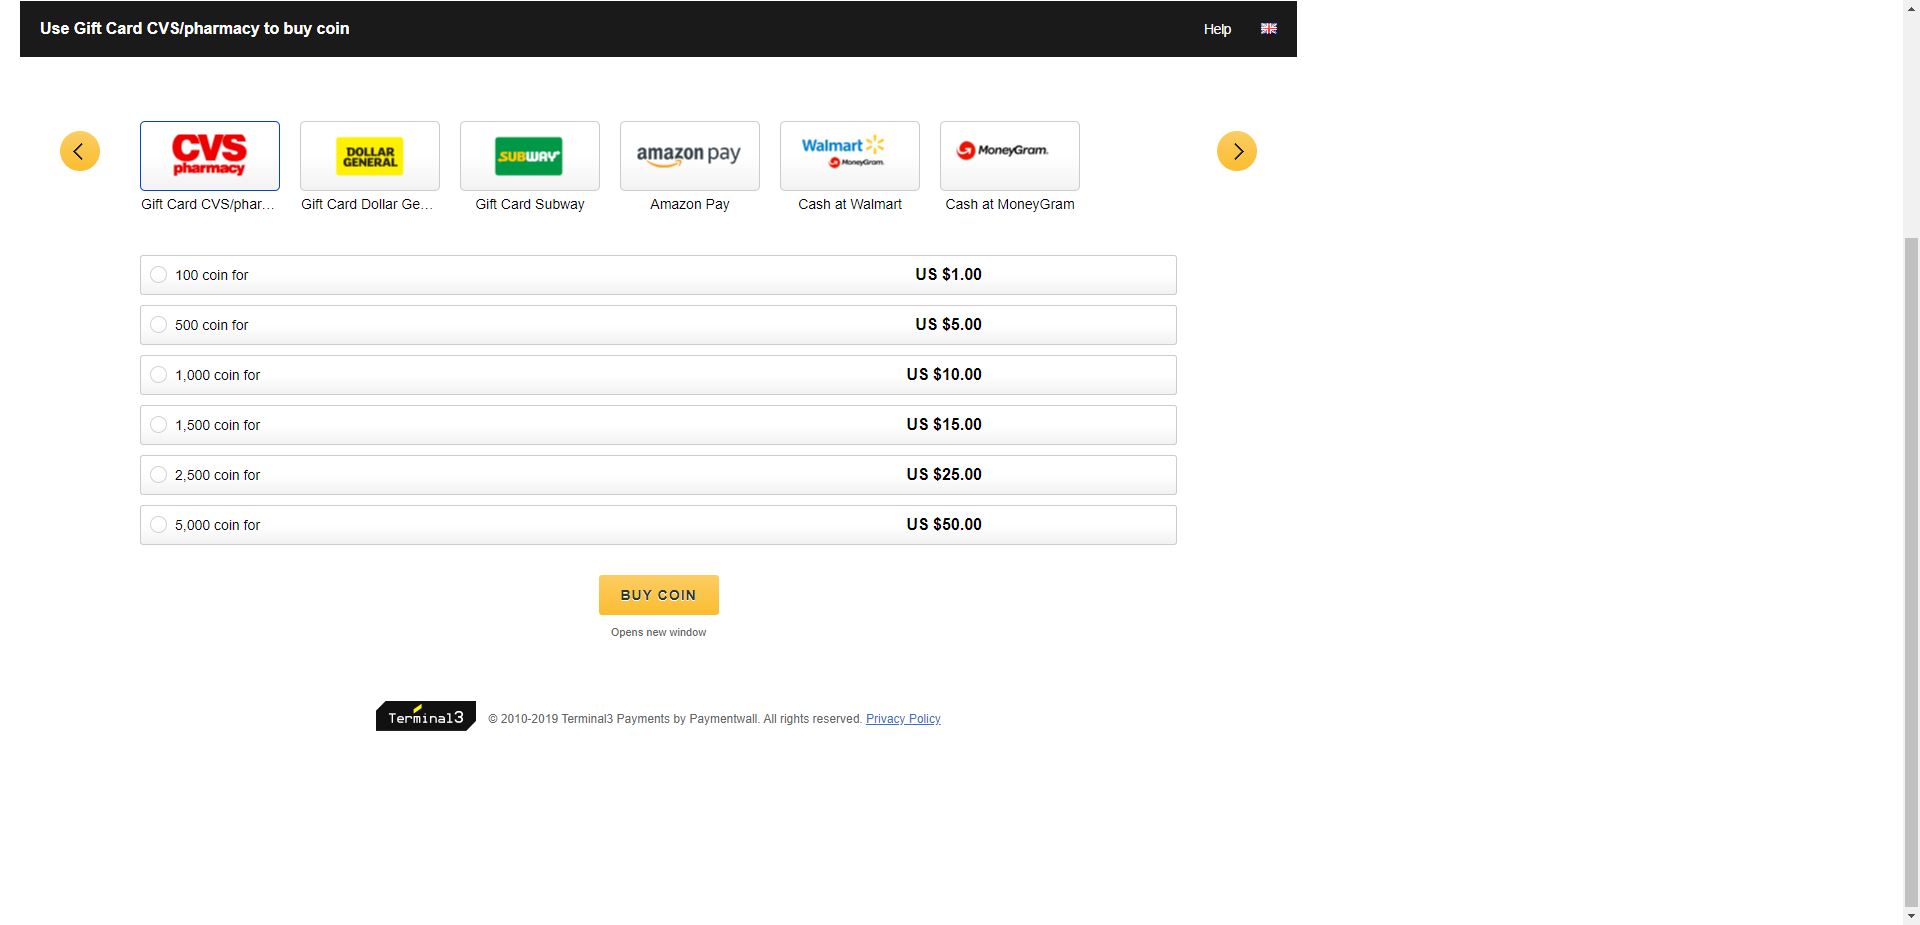 Use Gift Card CVS/pharmacy to buy coin
Help
CVS
pharmacy
DOLLAR
GENERAL
SUBWAY
amazon pay
Walmart
MoneyGram.
MoneyGram.
Gift Card CVS/phar...
Gift Card Dollar Ge...
Gift Card Subway
Amazon Pay
Cash at Walmart
Cash at MoneyGram
100 coin for US $1.00
500 coin for US $5.00
1,000 coin for US $10.00
1,500 coin for US $15.00
2,500 coin for US $25.00
5,000 coin for US $50.00
BUY COIN
Opens new window
Terminal3
© 2010-2019 Terminal3 Payments by Paymentwall. All rights reserved. Privacy Policy